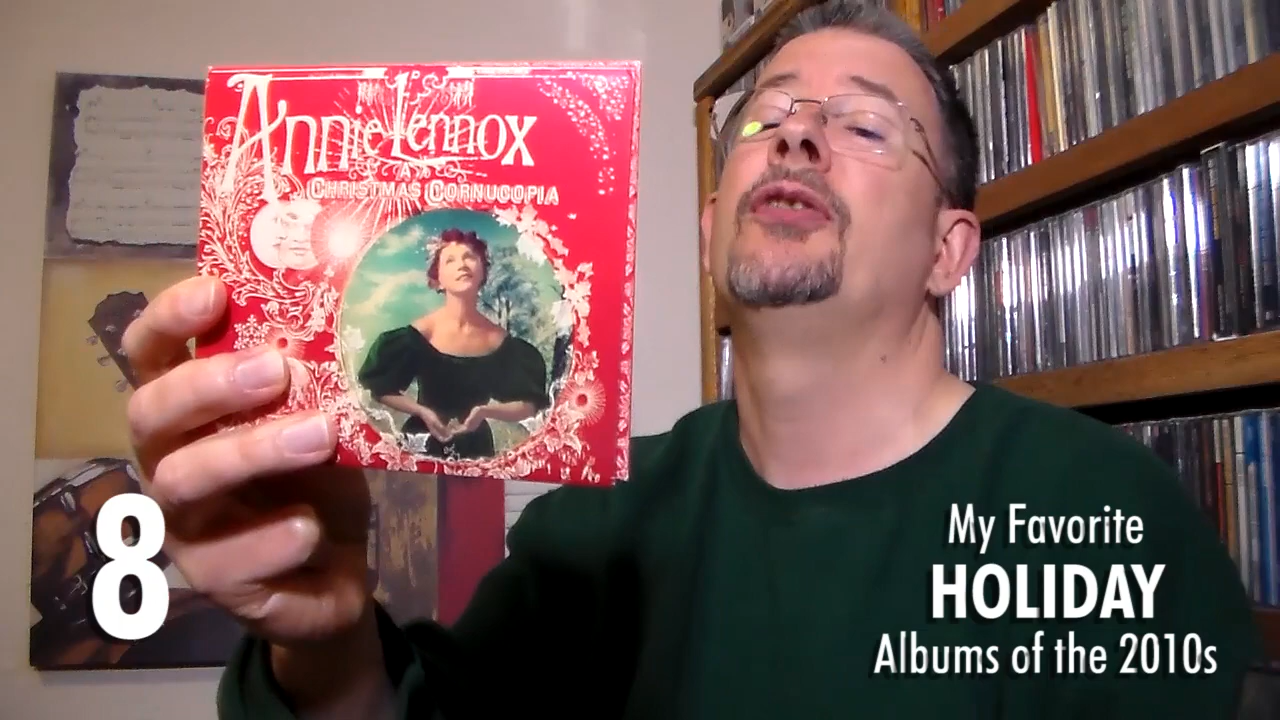 Annie Lennox
A
CHRISTMAS CORNUCOPIA
8
My Favorite
HOLIDAY
Albums of the 2010s